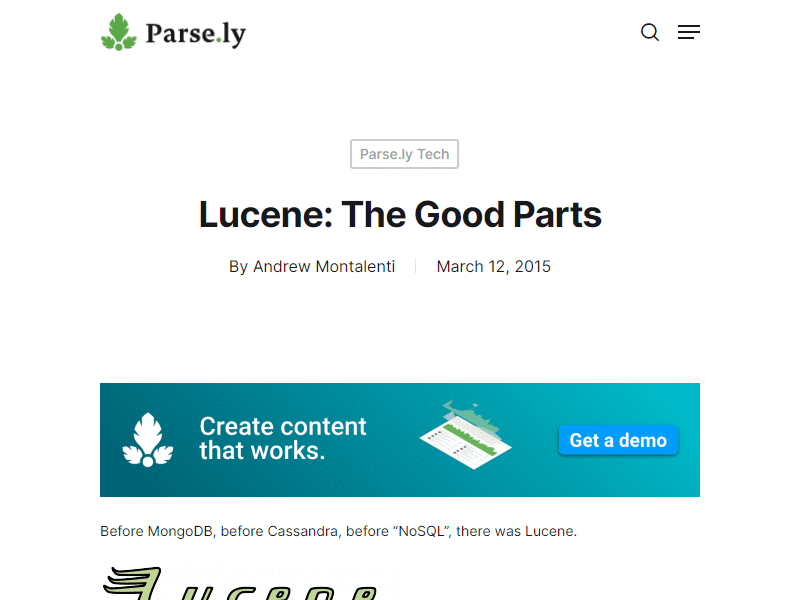 Parse.ly
Parse.ly Tech
Lucene: The Good Parts
By Andrew Montalenti
March 12, 2015
Create content
that works.
Get a demo
Before MongoDB, before Cassandra, before “NoSQL”, there was Lucene.
Lucene